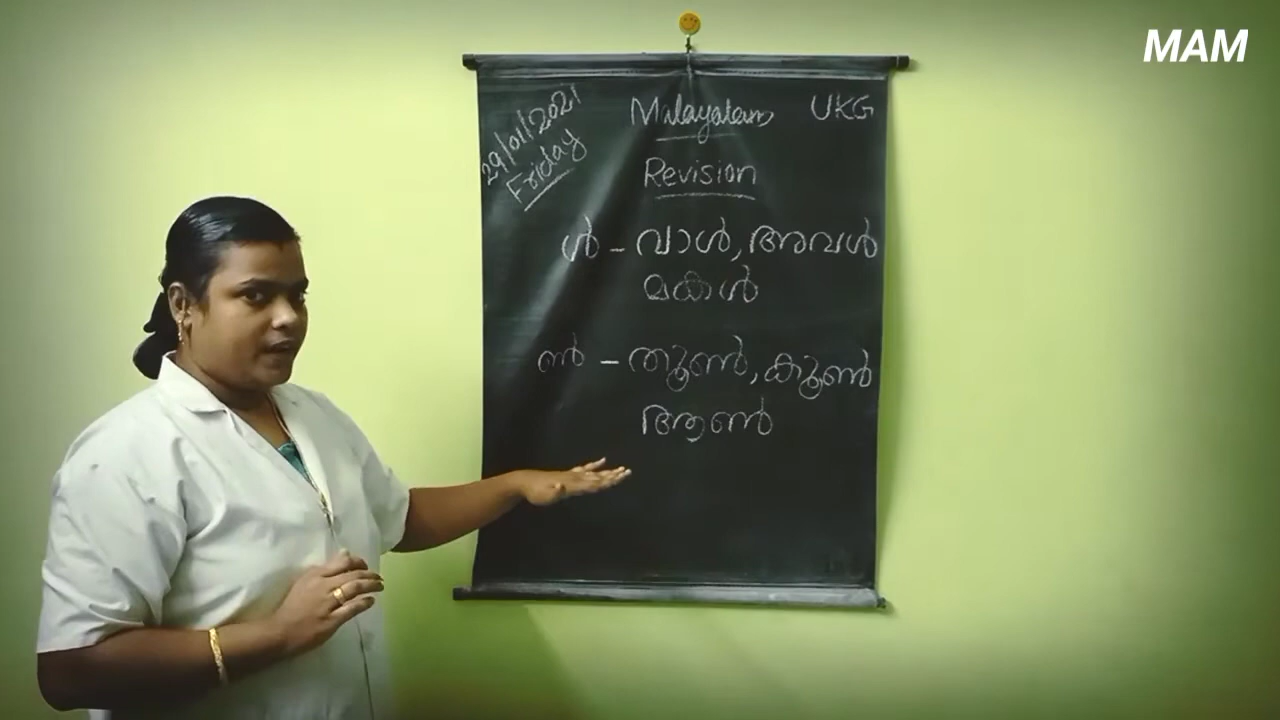 MAM
29/01/2021
Friday
Malayalam UKG
Revision
ൾ - വാൾ, അവൾ
മകൾ
ൺ - തൂൺ, കൂൺ
ആൺ